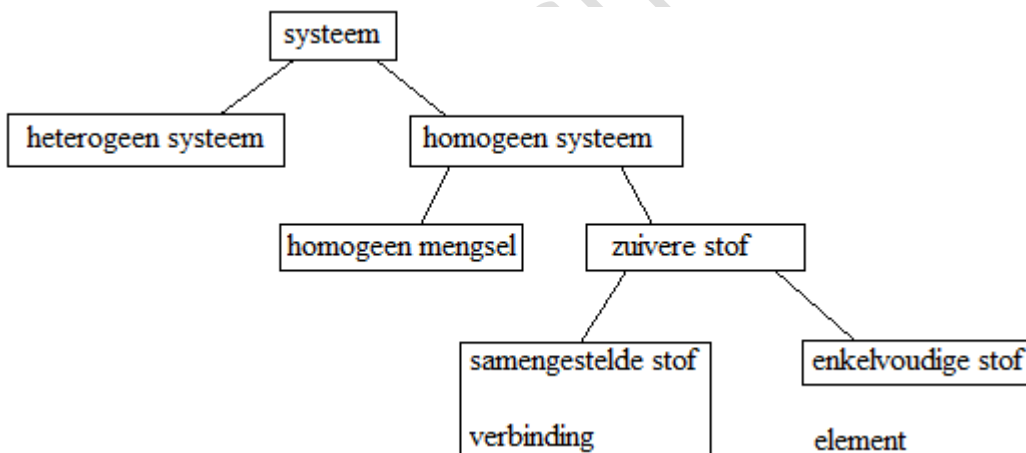 systeem
heterogeen systeem
homogeen systeem
homogeen mengsel
zuivere stof
samengestelde stof
enkelvoudige stof
verbinding
element